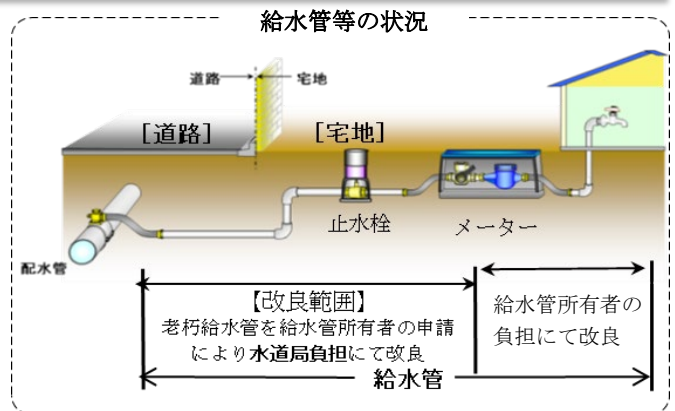 給水管等の状況
道路 宅地
[道路]
[宅地]
止水栓
メーター
配水管
【改良範囲】
老朽給水管を給水管所有者の申請
により水道局負担にて改良
給水管所有者の
負担にて改良
給水管